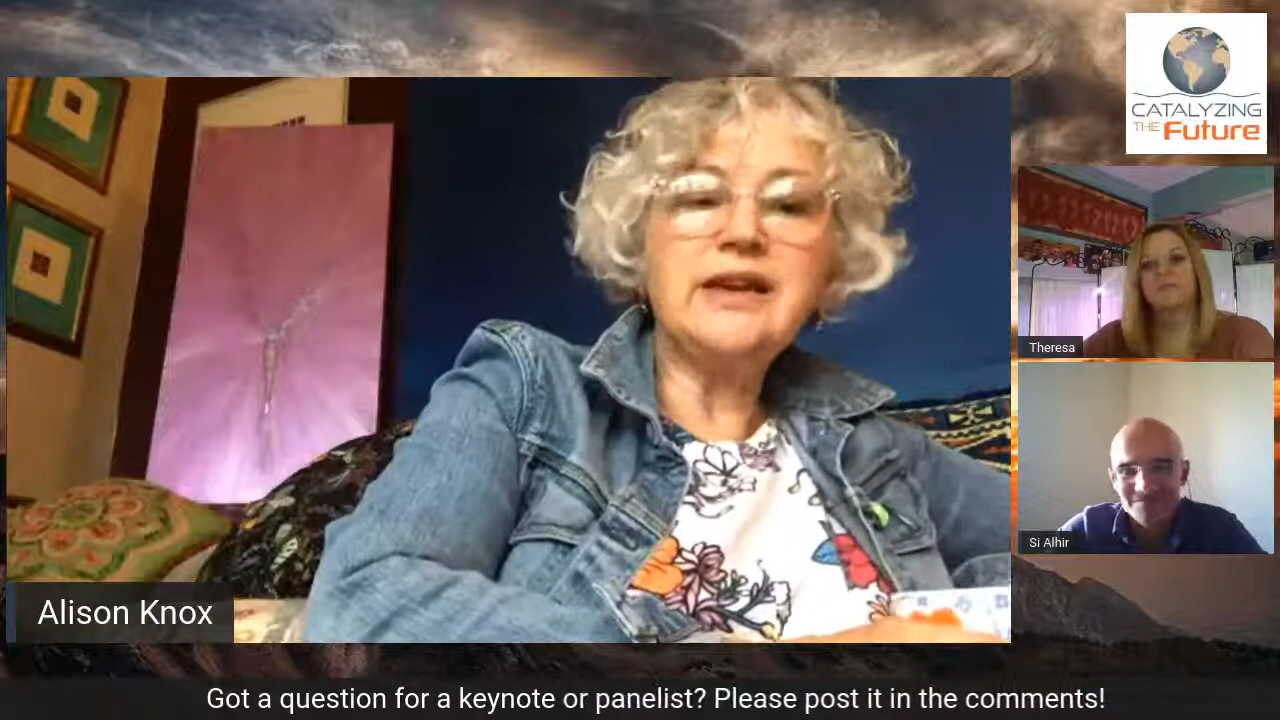 CATALYZING
THE Future
Theresa
Si Alhir
Alison Knox
Got a question for a keynote or panelist? Please post it in the comments!